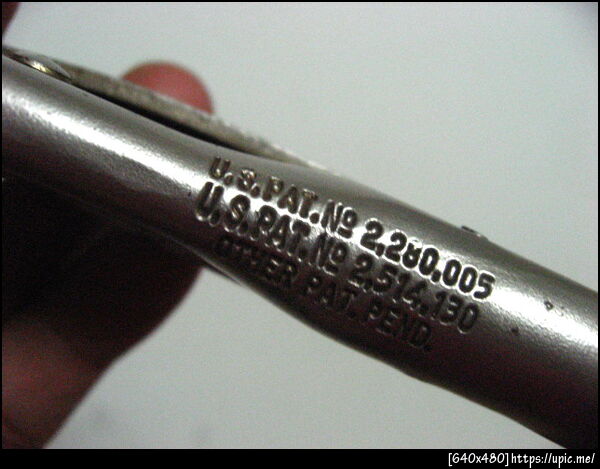 U.S. PAT. Nº 2,280,005
U.S. PAT. Nº 2,514,130
OTHER PAT. PEND.
[640x480]https://upic.me/